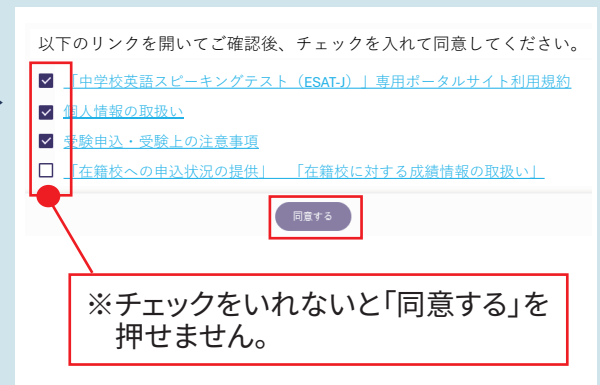 以下のリンクを開いてご確認後、チェックを入れて同意してください。
「中学校英語スピーキングテスト（ESAT-J）」専用ポータルサイト利用規約
個人情報の取扱い
受験申込・受験上の注意事項
「在籍校への申込状況の提供」　「在籍校に対する成績情報の取扱い」
同意する
※チェックをいれないと「同意する」を
押せません。